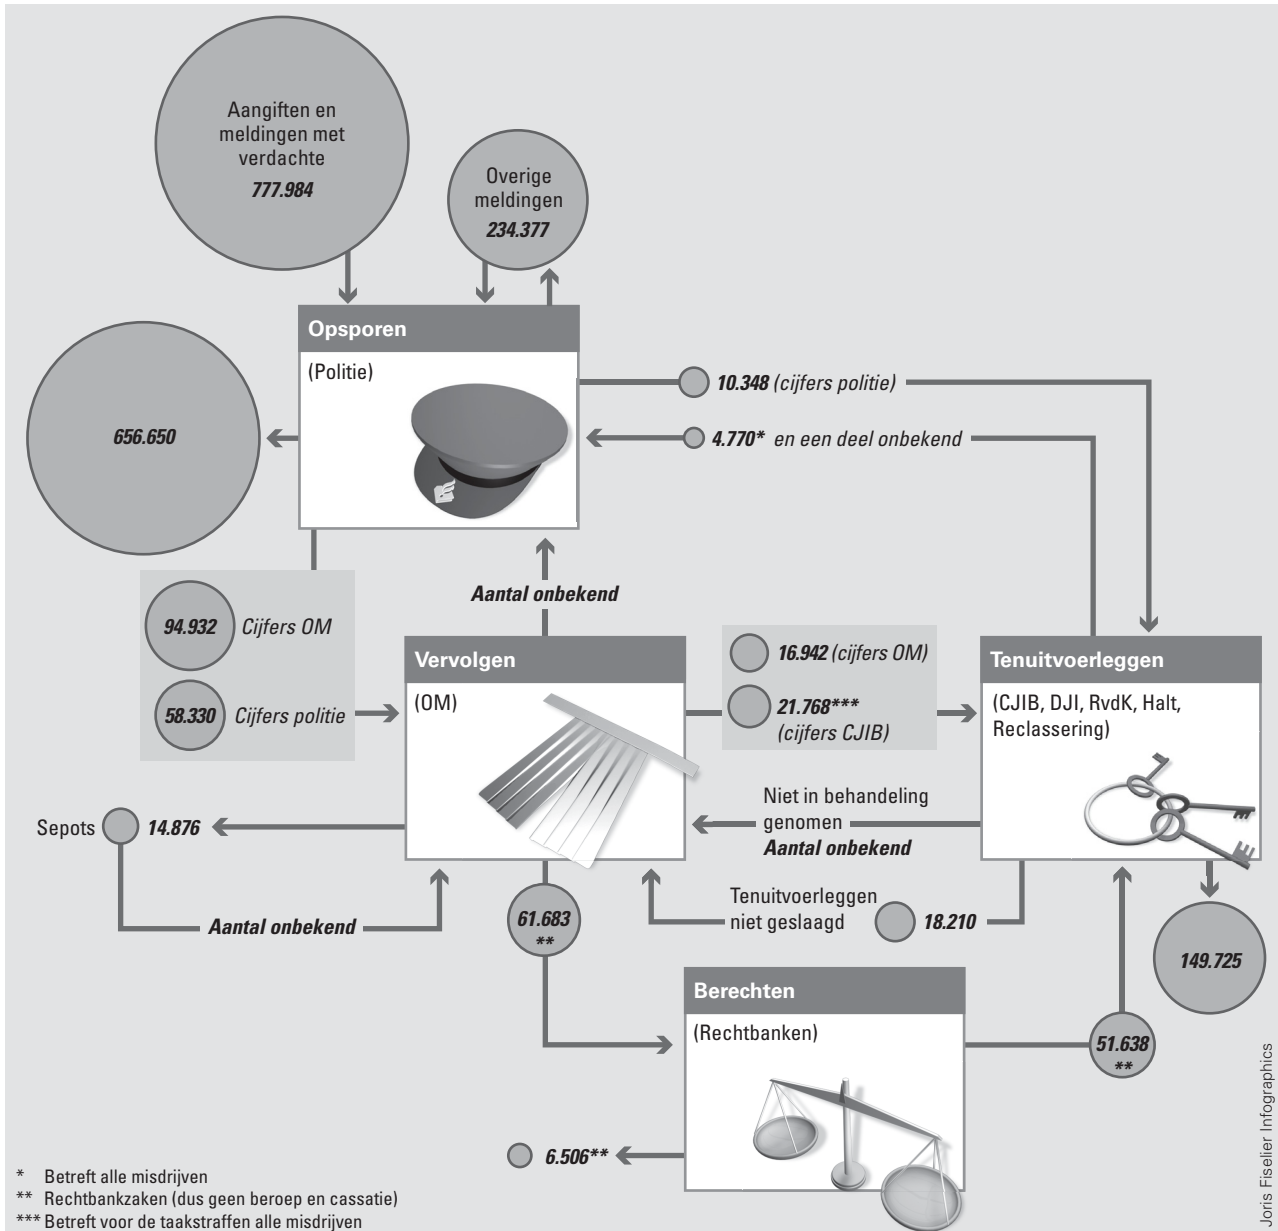 Aangiften en
meldingen met
verdachte
777.984
Overige
meldingen
234.377
Opsporen
(Politie)
656.650
10.348 (cijfers politie)
4.770* en een deel onbekend
94.932 Cijfers OM
58.330 Cijfers politie
Aantal onbekend
Vervolgen
(OM)
16.942 (cijfers OM)
21.768***
(cijfers CJIB)
Tenuitvoerleggen
(CJIB, DJI, RvdK, Halt,
Reclassering)
Sepots 14.876
Niet in behandeling
genomen
Aantal onbekend
Aantal onbekend
61.683
**
Tenuitvoerleggen
niet geslaagd 18.210
149.725
Berechten
(Rechtbanken)
51.638
**
6.506**
* Betreft alle misdrijven
** Rechtbankzaken (dus geen beroep en cassatie)
*** Betreft voor de taakstraffen alle misdrijven
Joris Fiselier Infographics